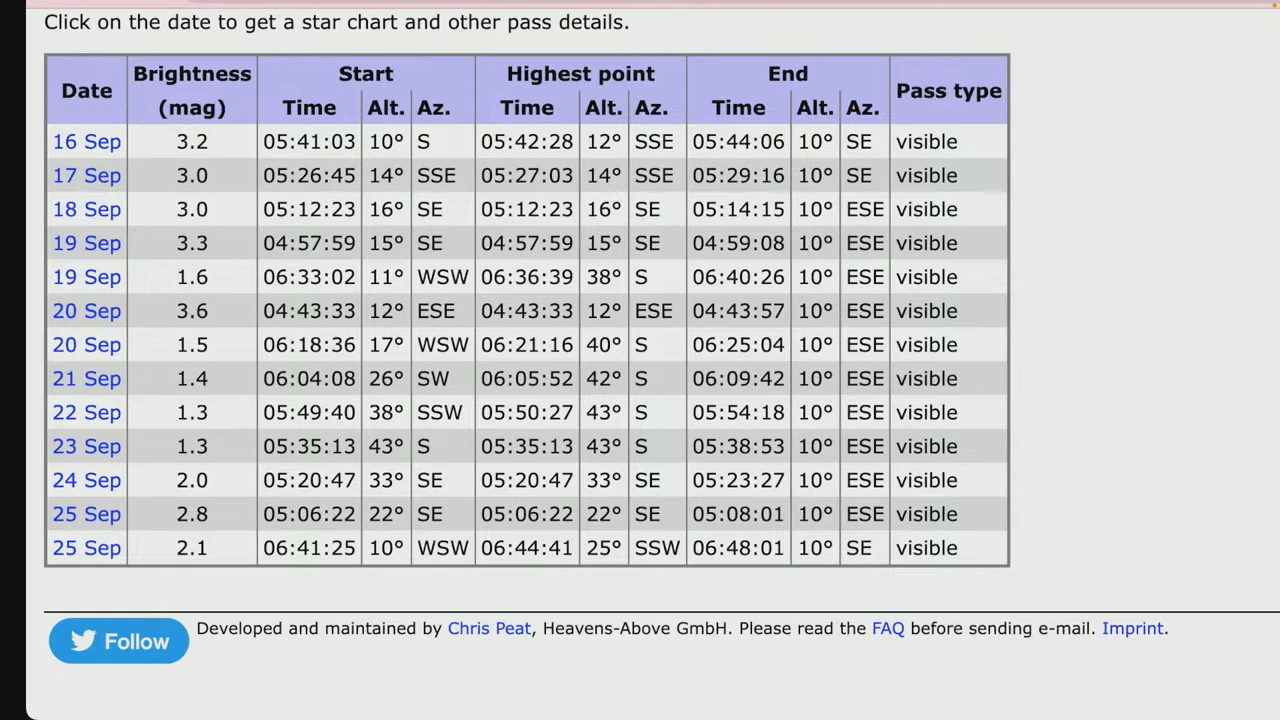 Click on the date to get a star chart and other pass details.
Date Brightness (mag) Start Highest point End Pass type
Time Alt. Az. Time Alt. Az. Time Alt. Az.
16 Sep 3.2 05:41:03 10° S 05:42:28 12° SSE 05:44:06 10° SE visible
17 Sep 3.0 05:26:45 14° SSE 05:27:03 14° SSE 05:29:16 10° SE visible
18 Sep 3.0 05:12:23 16° SE 05:12:23 16° SE 05:14:15 10° ESE visible
19 Sep 3.3 04:57:59 15° SE 04:57:59 15° SE 04:59:08 10° ESE visible
19 Sep 1.6 06:33:02 11° WSW 06:36:39 38° S 06:40:26 10° ESE visible
20 Sep 3.6 04:43:33 12° ESE 04:43:33 12° ESE 04:43:57 10° ESE visible
20 Sep 1.5 06:18:36 17° WSW 06:21:16 40° S 06:25:04 10° ESE visible
21 Sep 1.4 06:04:08 26° SW 06:05:52 42° S 06:09:42 10° ESE visible
22 Sep 1.3 05:49:40 38° SSW 05:50:27 43° S 05:54:18 10° ESE visible
23 Sep 1.3 05:35:13 43° S 05:35:13 43° S 05:38:53 10° ESE visible
24 Sep 2.0 05:20:47 33° SE 05:20:47 33° SE 05:23:27 10° ESE visible
25 Sep 2.8 05:06:22 22° SE 05:06:22 22° SE 05:08:01 10° ESE visible
25 Sep 2.1 06:41:25 10° WSW 06:44:41 25° SSW 06:48:01 10° SE visible
Follow Developed and maintained by Chris Peat, Heavens-Above GmbH. Please read the FAQ before sending e-mail. Imprint.